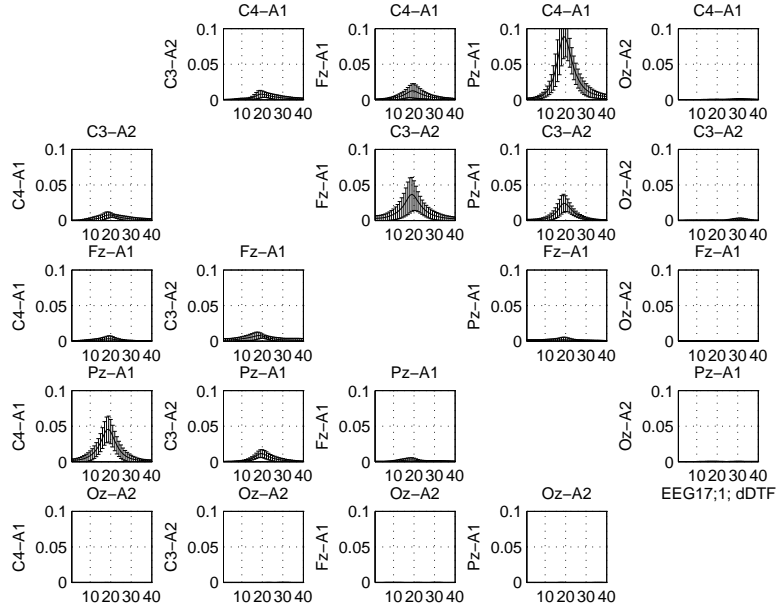 C4−A1 C4−A1 C4−A1 C4−A1
0.1 0.1 0.1 0.1
C3−A2 Fz−A1 Pz−A1 Oz−A2
0.05 0.05 0.05 0.05
0 0 0 0
10 20 30 40 10 20 30 40 10 20 30 40 10 20 30 40
C3−A2 C3−A2 C3−A2 C3−A2
0.1 0.1 0.1 0.1
C4−A1 Fz−A1 Pz−A1 Oz−A2
0.05 0.05 0.05 0.05
0 0 0 0
10 20 30 40 10 20 30 40 10 20 30 40 10 20 30 40
Fz−A1 Fz−A1 Fz−A1 Fz−A1
0.1 0.1 0.1 0.1
C4−A1 C3−A2 Pz−A1 Oz−A2
0.05 0.05 0.05 0.05
0 0 0 0
10 20 30 40 10 20 30 40 10 20 30 40 10 20 30 40
Pz−A1 Pz−A1 Pz−A1 Pz−A1
0.1 0.1 0.1 0.1
C4−A1 C3−A2 Fz−A1 Oz−A2
0.05 0.05 0.05 0.05
0 0 0 0
10 20 30 40 10 20 30 40 10 20 30 40 10 20 30 40
Oz−A2 Oz−A2 Oz−A2 Oz−A2 EEG17;1; dDTF
0.1 0.1 0.1 0.1
C4−A1 C3−A2 Fz−A1 Pz−A1
0.05 0.05 0.05 0.05
0 0 0 0
10 20 30 40 10 20 30 40 10 20 30 40 10 20 30 40